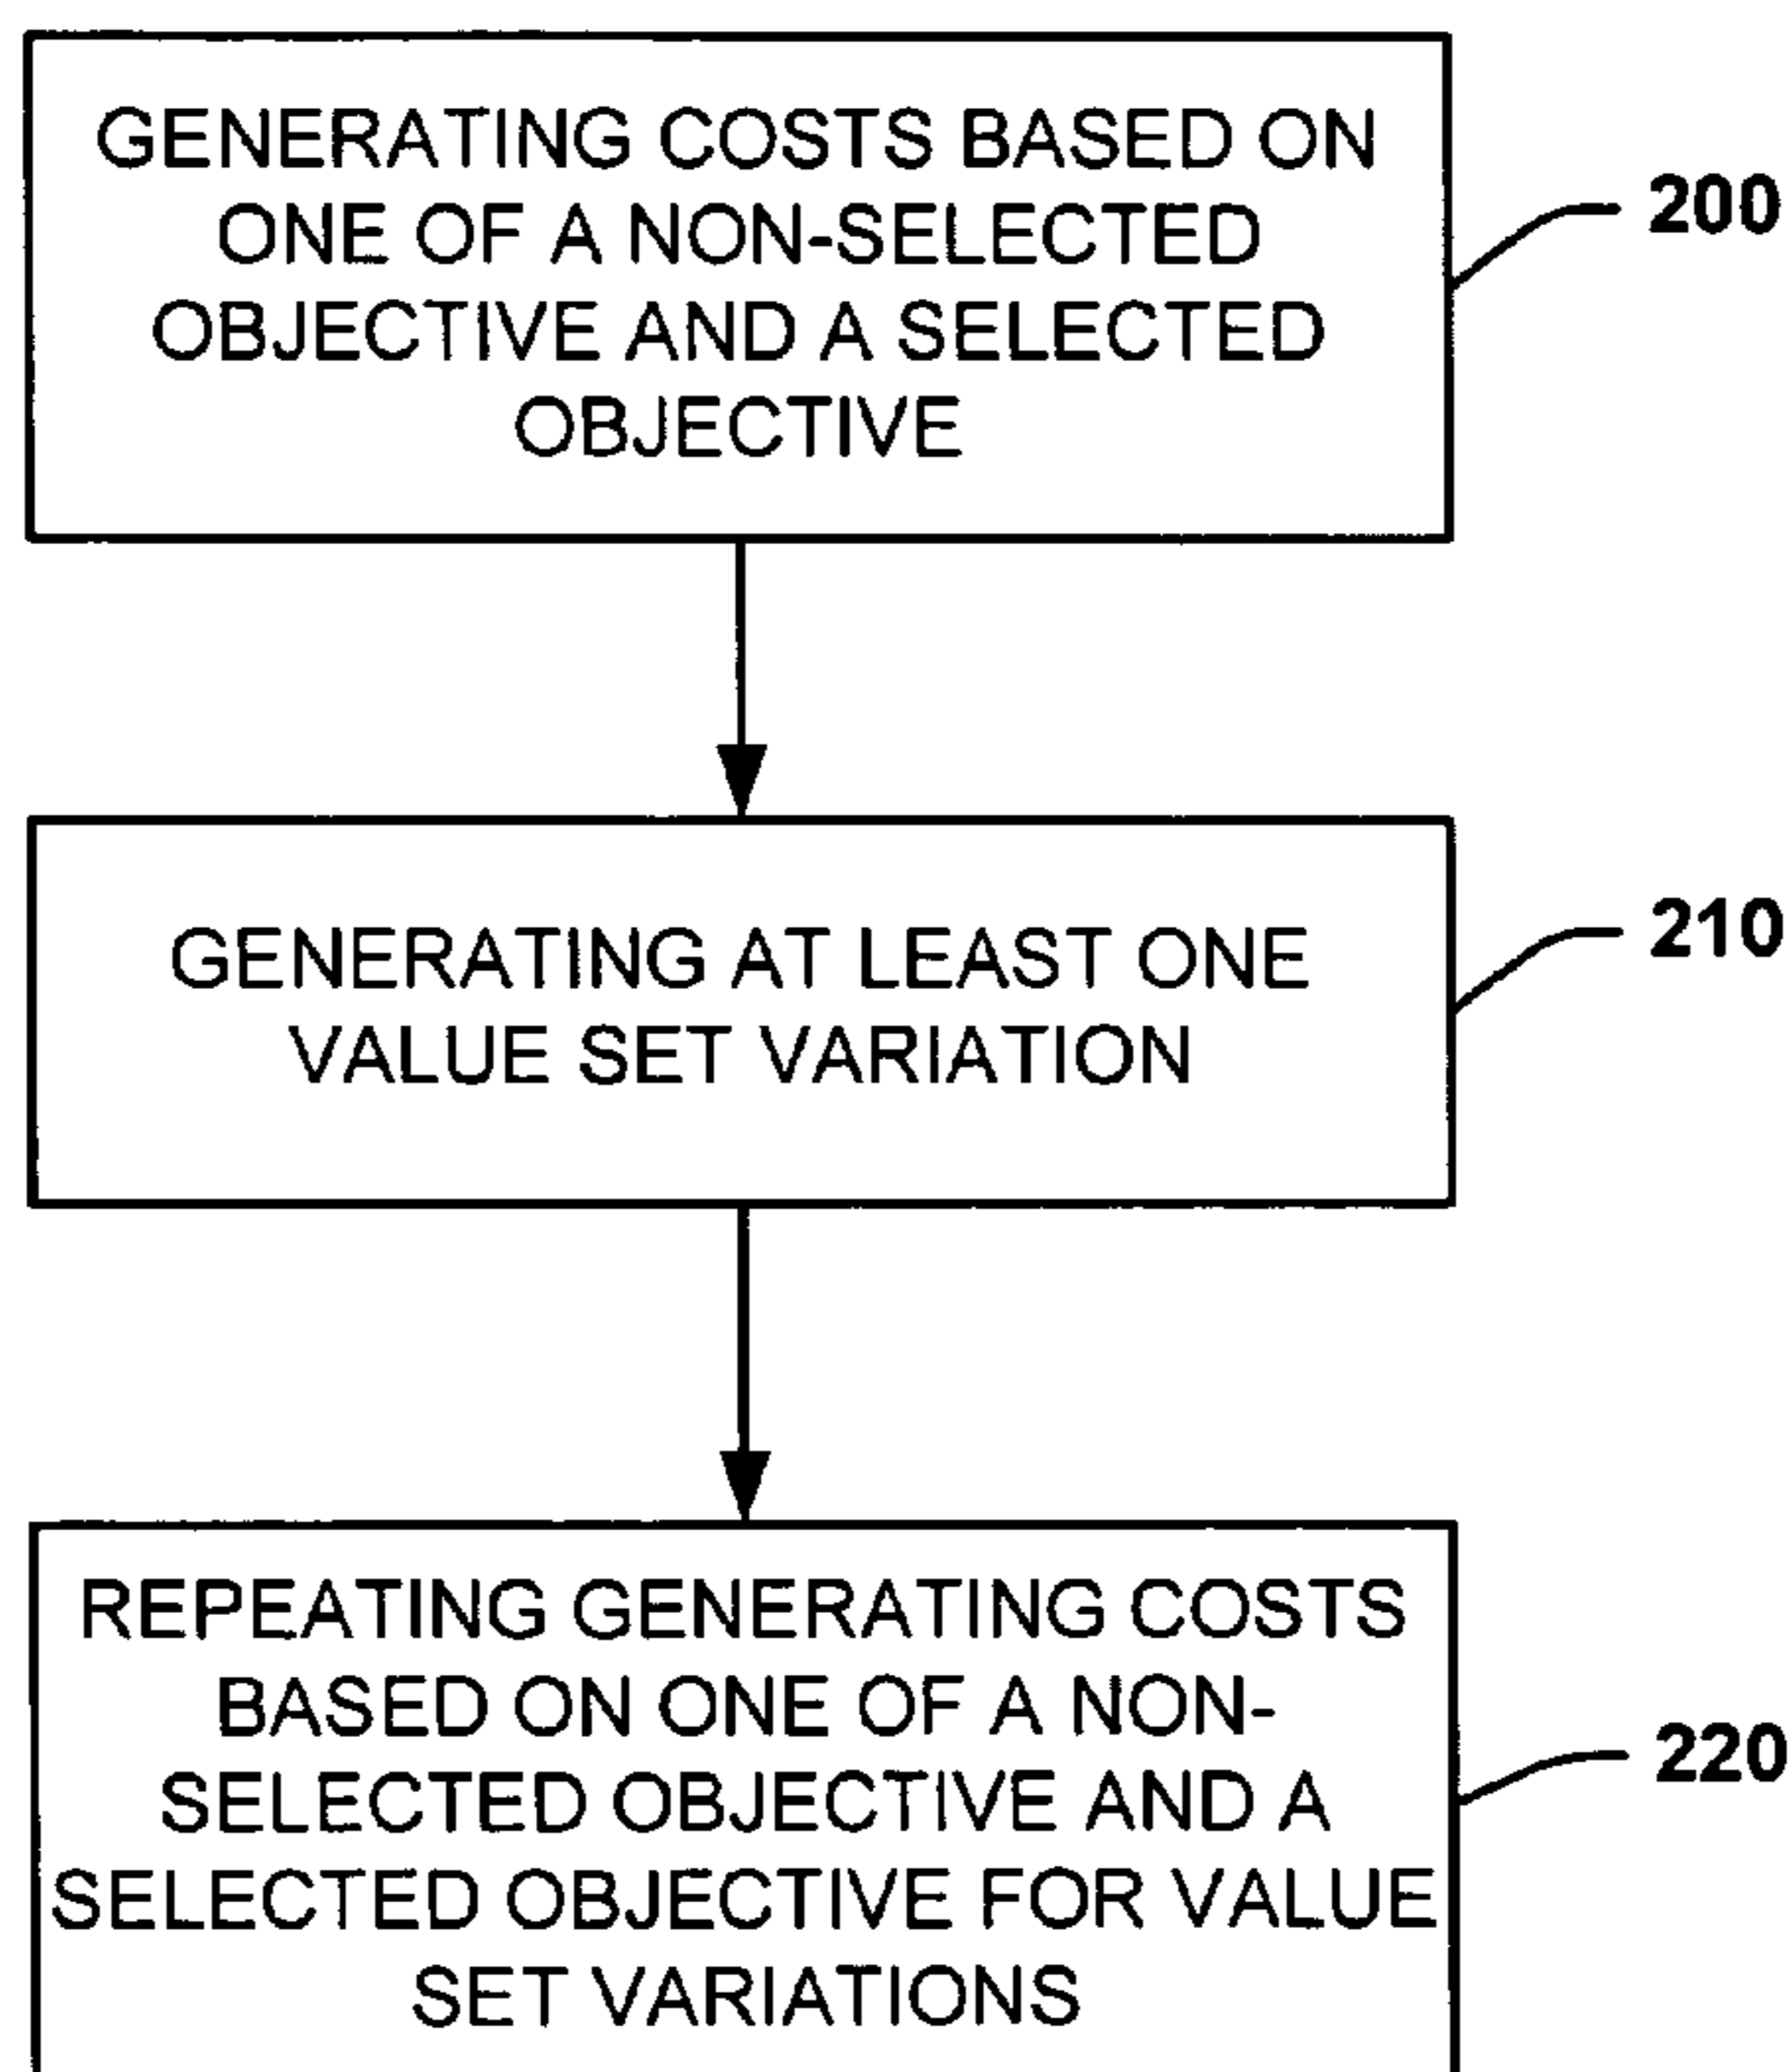 GENERATING COSTS BASED ON
ONE OF A NON-SELECTED
OBJECTIVE AND A SELECTED
OBJECTIVE
200
GENERATING AT LEAST ONE
VALUE SET VARIATION
210
REPEATING GENERATING COSTS
BASED ON ONE OF A NON-
SELECTED OBJECTIVE AND A
SELECTED OBJECTIVE FOR VALUE
SET VARIATIONS
220